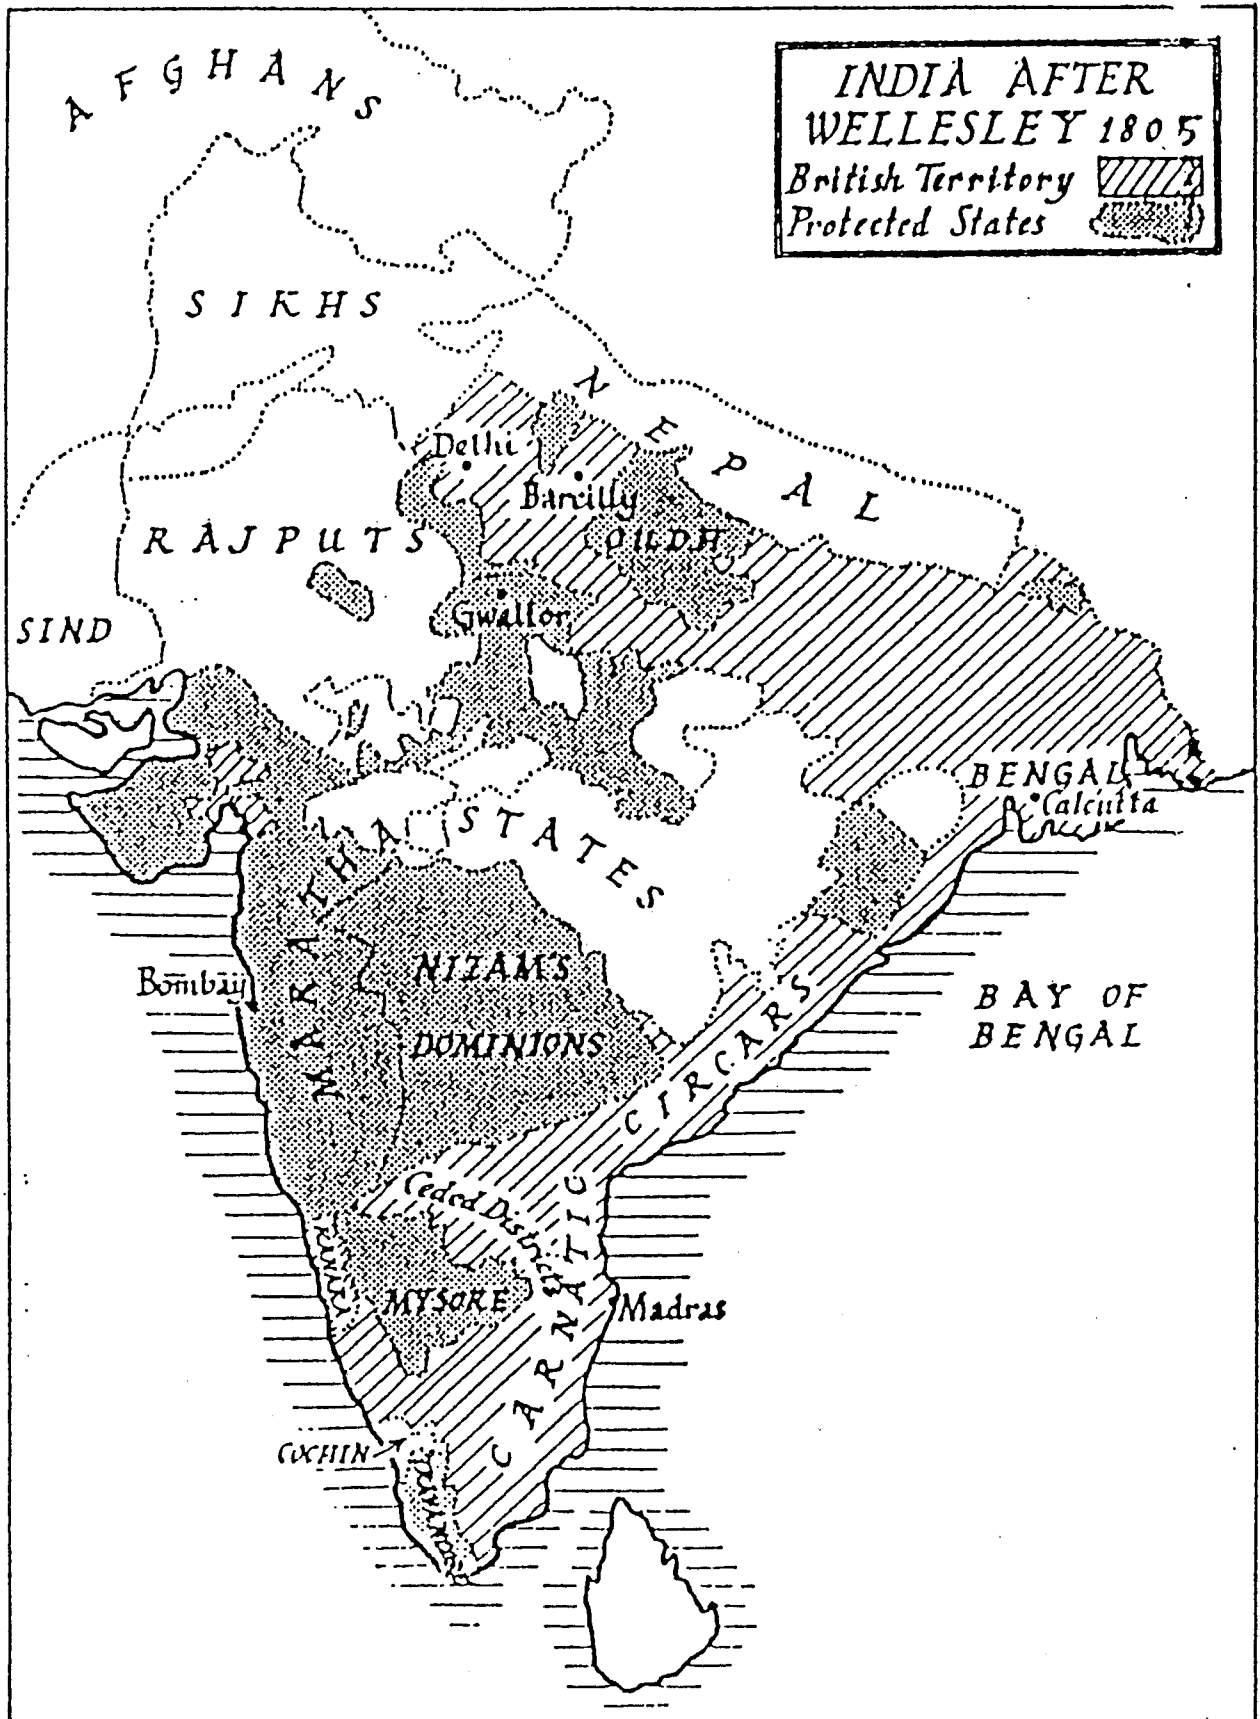 AFGHANS
INDIA AFTER
WELLESLEY 1805
British Territory
Protected States
SIKHS
NEPAL
Delhi
Bareilly
RAJPUTS
OUDH
Gwalior
SIND
BENGAL
Calcutta
MARATHA STATES
NIZAM'S
DOMINIONS
Bombay
BAY OF
BENGAL
CIRCARS
Ceded Districts
CARNATIC
KANARA
MYSORE
Madras
COCHIN